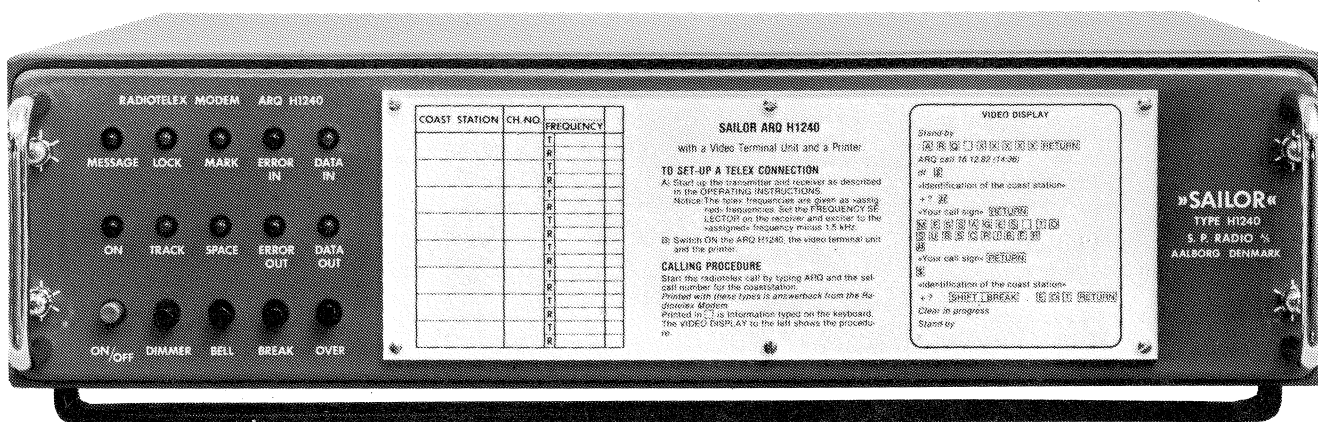 RADIOTELEX MODEM ARQ H1240
MESSAGE LOCK MARK ERROR IN DATA IN
ON TRACK SPACE ERROR OUT DATA OUT
ON/OFF DIMMER BELL BREAK OVER
COAST STATION CH. NO. FREQUENCY
T
R
T
R
T
R
T
R
T
R
T
R
T
R
T
R
SAILOR ARQ H1240
with a Video Terminal Unit and a Printer
TO SET-UP A TELEX CONNECTION
A) Start up the transmitter and receiver as described
in the OPERATING INSTRUCTIONS.
Notice: The telex frequencies are given as »assig-
ned« frequencies. Set the FREQUENCY SE-
LECTOR on the receiver and exciter to the
»assigned« frequency minus 1.5 kHz.
B) Switch ON the ARQ H1240, the video terminal unit
and the printer.
CALLING PROCEDURE
Start the radiotelex call by typing ARQ and the sel-
call number for the coaststation.
Printed with these types is answerback from the Ra-
diotelex Modem
Printed in □ is information typed on the keyboard.
The VIDEO DISPLAY to the left shows the procedu-
re.
VIDEO DISPLAY
Stand-by
A R Q X X X X X RETURN
ARQ call 16.12.82 (14:36)
»Identification of the coast station«
+ ?
»Your call sign« RETURN
M E S S A G E S T O
S U B S C R I B E R
»Your call sign« RETURN
»Identification of the coast station«
+ ? SHIFT BREAK . E O T RETURN
Clear in progress
Stand-by
»SAILOR«
TYPE H1240
S. P. RADIO A/S
AALBORG DENMARK